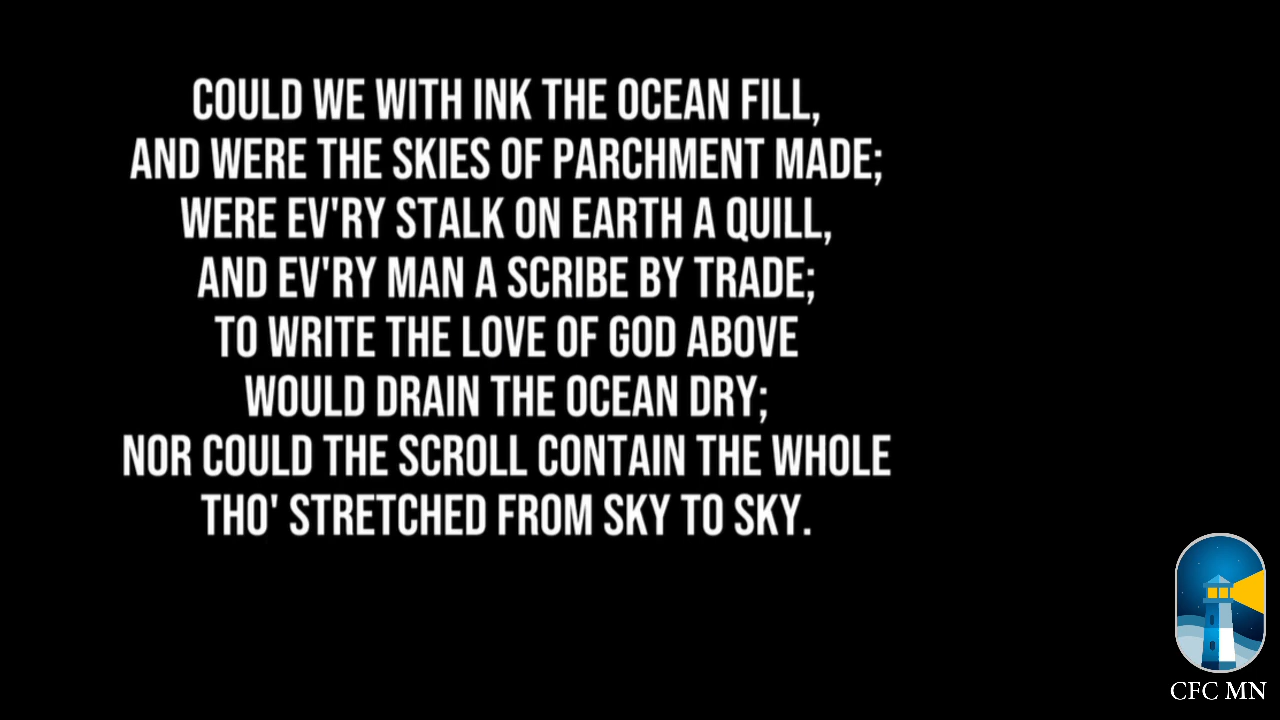 COULD WE WITH INK THE OCEAN FILL,
AND WERE THE SKIES OF PARCHMENT MADE;
WERE EV'RY STALK ON EARTH A QUILL,
AND EV'RY MAN A SCRIBE BY TRADE;
TO WRITE THE LOVE OF GOD ABOVE
WOULD DRAIN THE OCEAN DRY;
NOR COULD THE SCROLL CONTAIN THE WHOLE
THO' STRETCHED FROM SKY TO SKY.
CFC MN